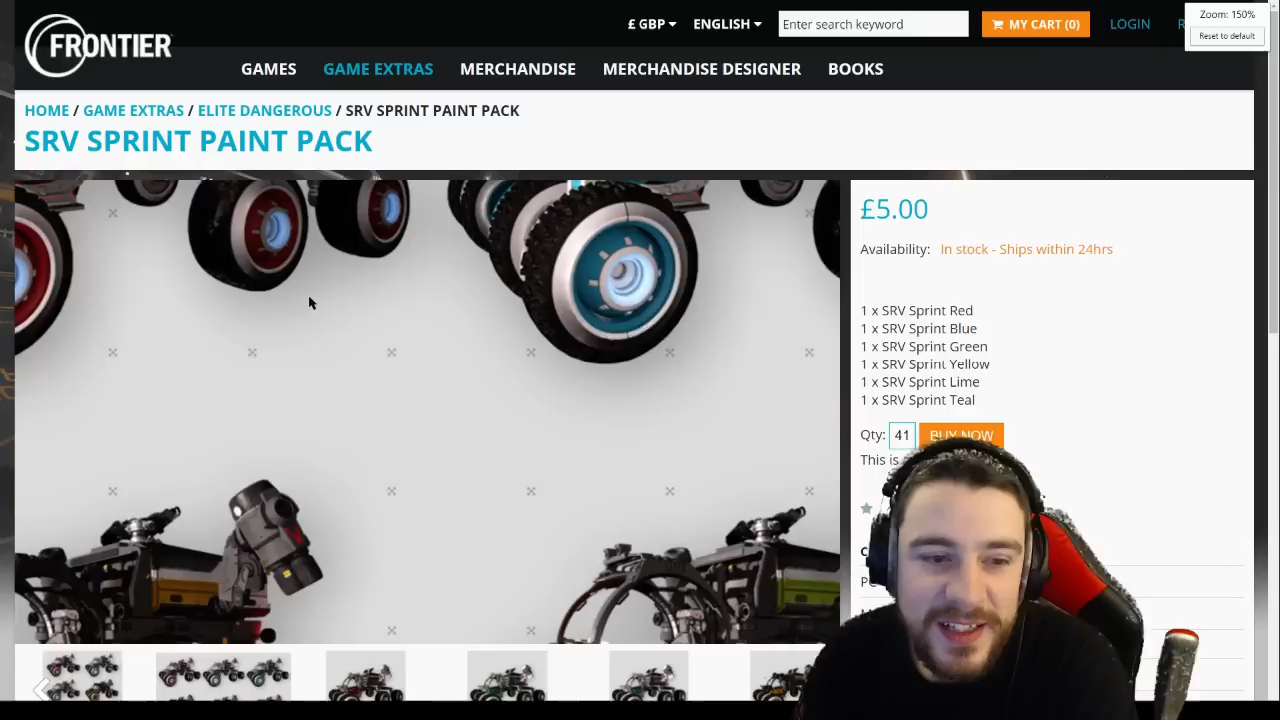 FRONTIER
£ GBP
ENGLISH
Enter search keyword
MY CART (0)
LOGIN
Zoom: 150%
Reset to default
GAMES
GAME EXTRAS
MERCHANDISE
MERCHANDISE DESIGNER
BOOKS
HOME / GAME EXTRAS / ELITE DANGEROUS / SRV SPRINT PAINT PACK
SRV SPRINT PAINT PACK
£5.00
Availability: In stock - Ships within 24hrs
1 x SRV Sprint Red
1 x SRV Sprint Blue
1 x SRV Sprint Green
1 x SRV Sprint Yellow
1 x SRV Sprint Lime
1 x SRV Sprint Teal
Qty: 41 BUY NOW
This is